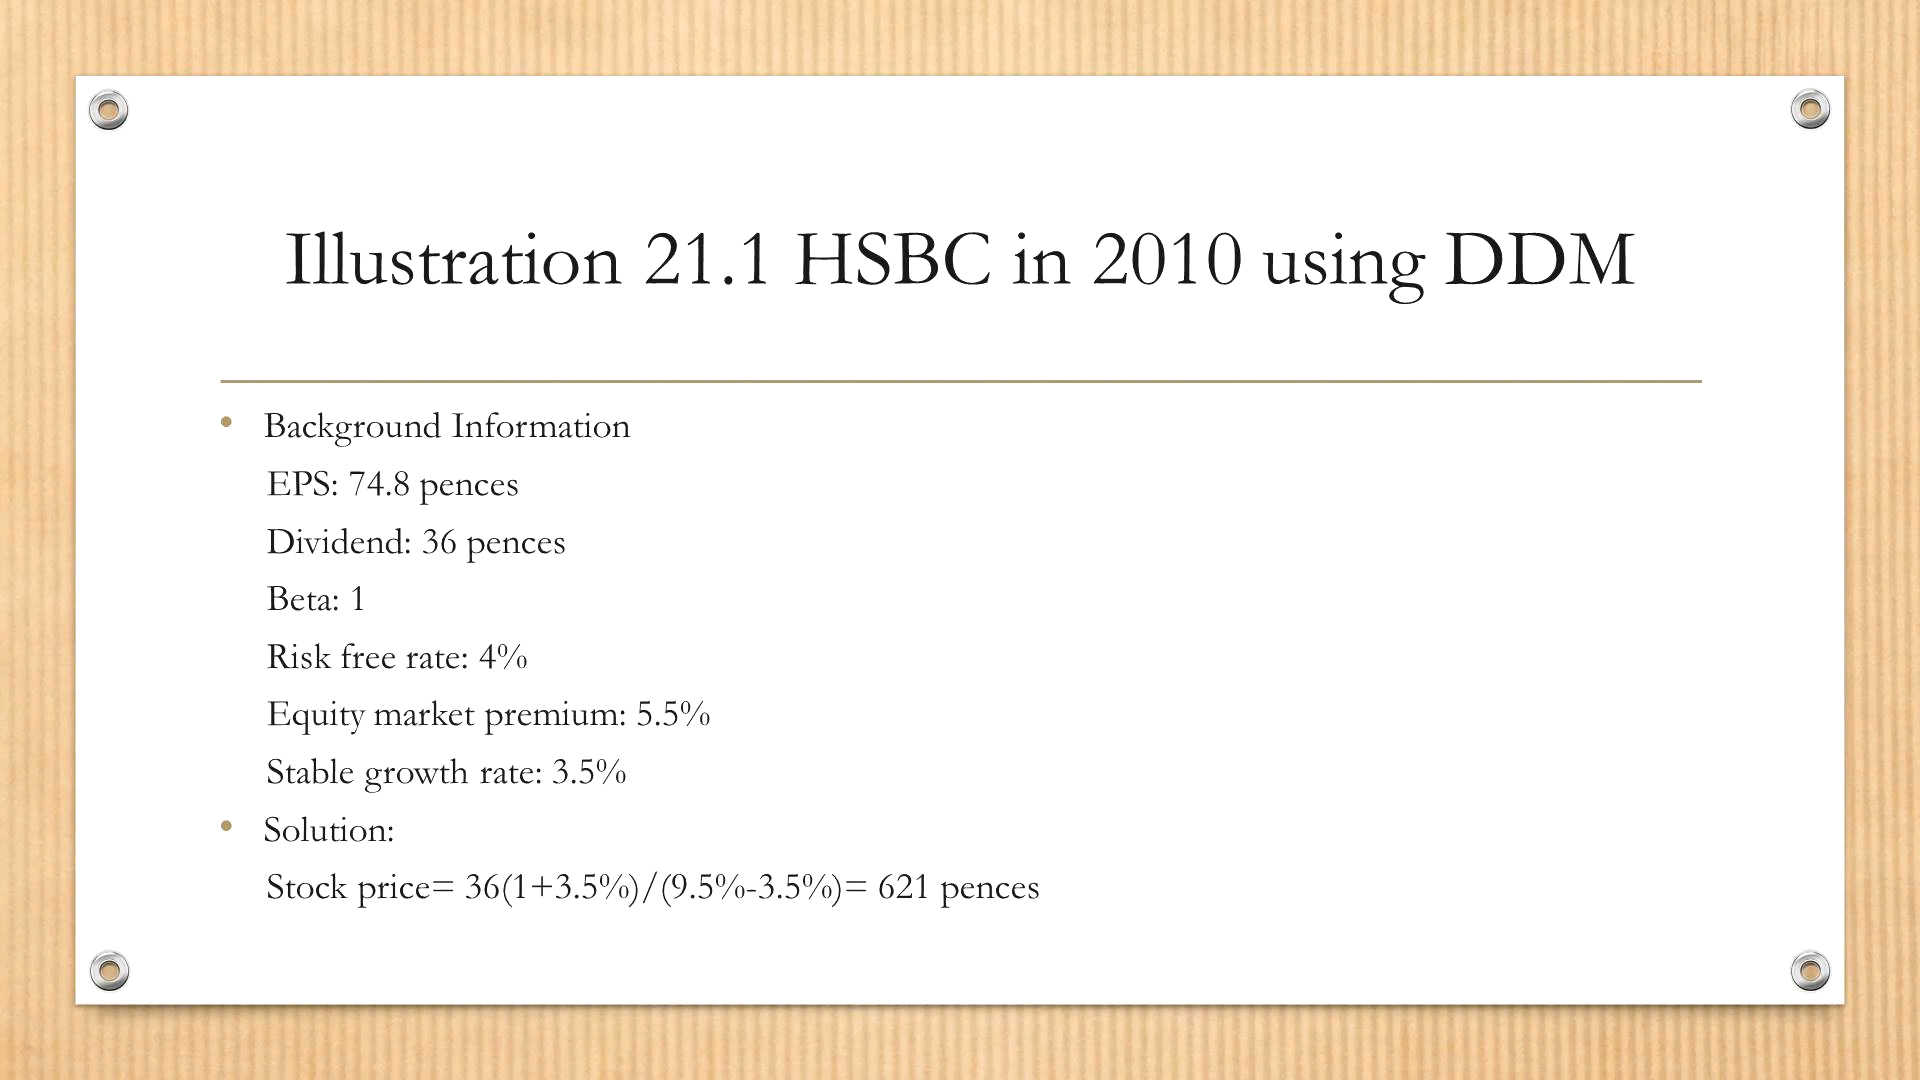 Illustration 21.1 HSBC in 2010 using DDM
• Background Information
EPS: 74.8 pences
Dividend: 36 pences
Beta: 1
Risk free rate: 4%
Equity market premium: 5.5%
Stable growth rate: 3.5%
• Solution:
Stock price= 36(1+3.5%)/(9.5%-3.5%)= 621 pences